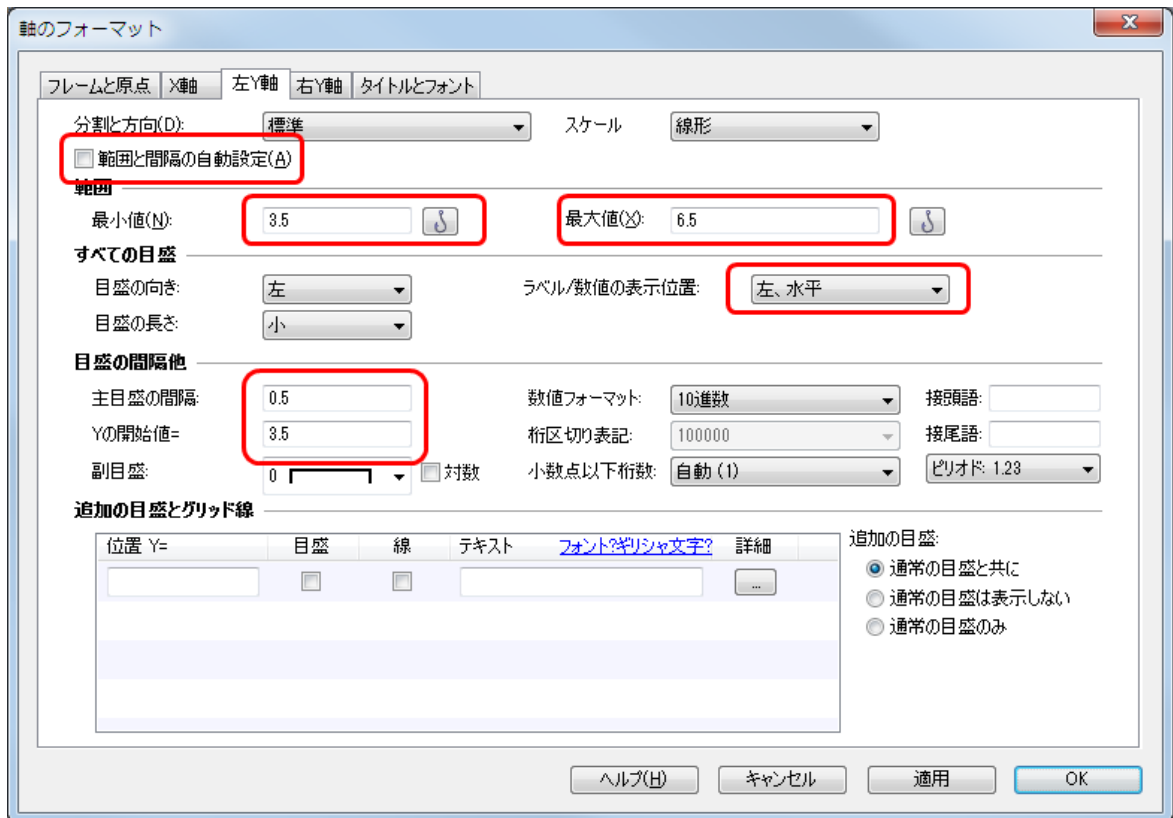 軸のフォーマット
フレームと原点 X軸 左Y軸 右Y軸 タイトルとフォント
分割と方向(D): 標準 スケール 線形
範囲と間隔の自動設定(A)
範囲
最小値(N): 3.5 最大値(X): 6.5
すべての目盛
目盛の向き: 左 ラベル/数値の表示位置: 左、水平
目盛の長さ: 小
目盛の間隔他
主目盛の間隔: 0.5 数値フォーマット: 10進数 接頭語:
Yの開始値= 3.5 桁区切り表記: 100000 接尾語:
副目盛: 0 対数 小数点以下桁数: 自動 (1) ピリオド: 1.23
追加の目盛とグリッド線
位置 Y= 目盛 線 テキスト フォント?ギリシャ文字? 詳細 追加の目盛:
... 通常の目盛と共に
通常の目盛は表示しない
通常の目盛のみ
ヘルプ(H) キャンセル 適用 OK